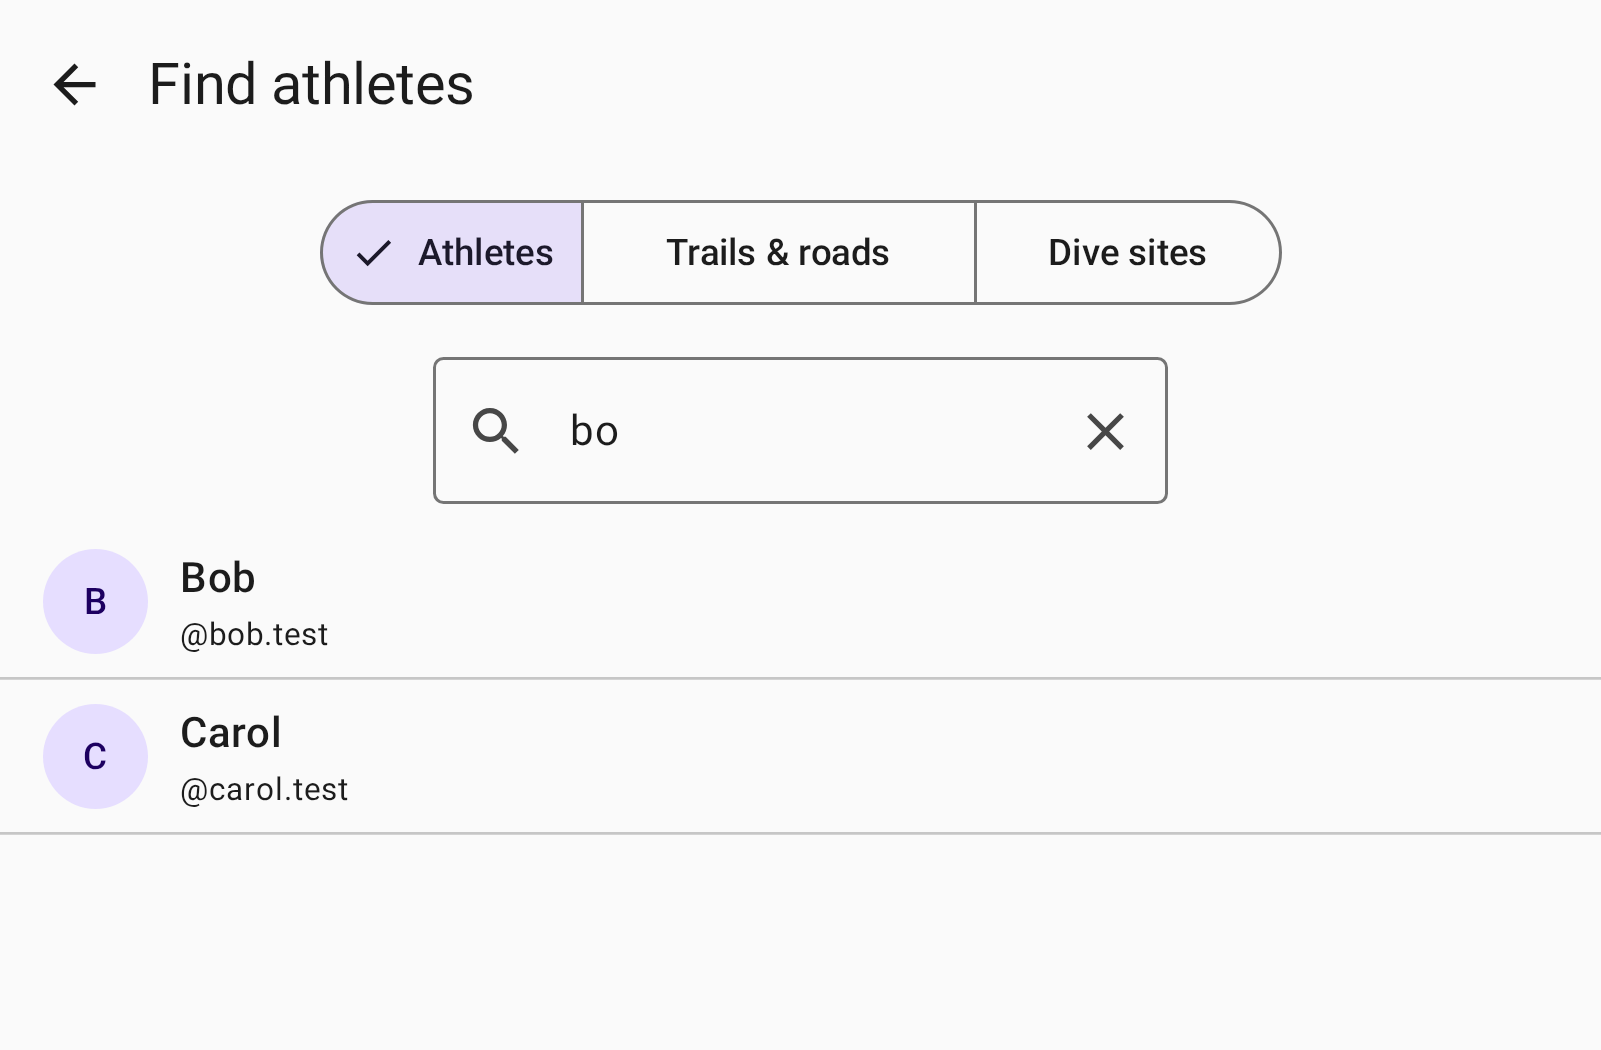 Find athletes
Athletes
Trails & roads
Dive sites
bo
B
Bob
@bob.test
C
Carol
@carol.test